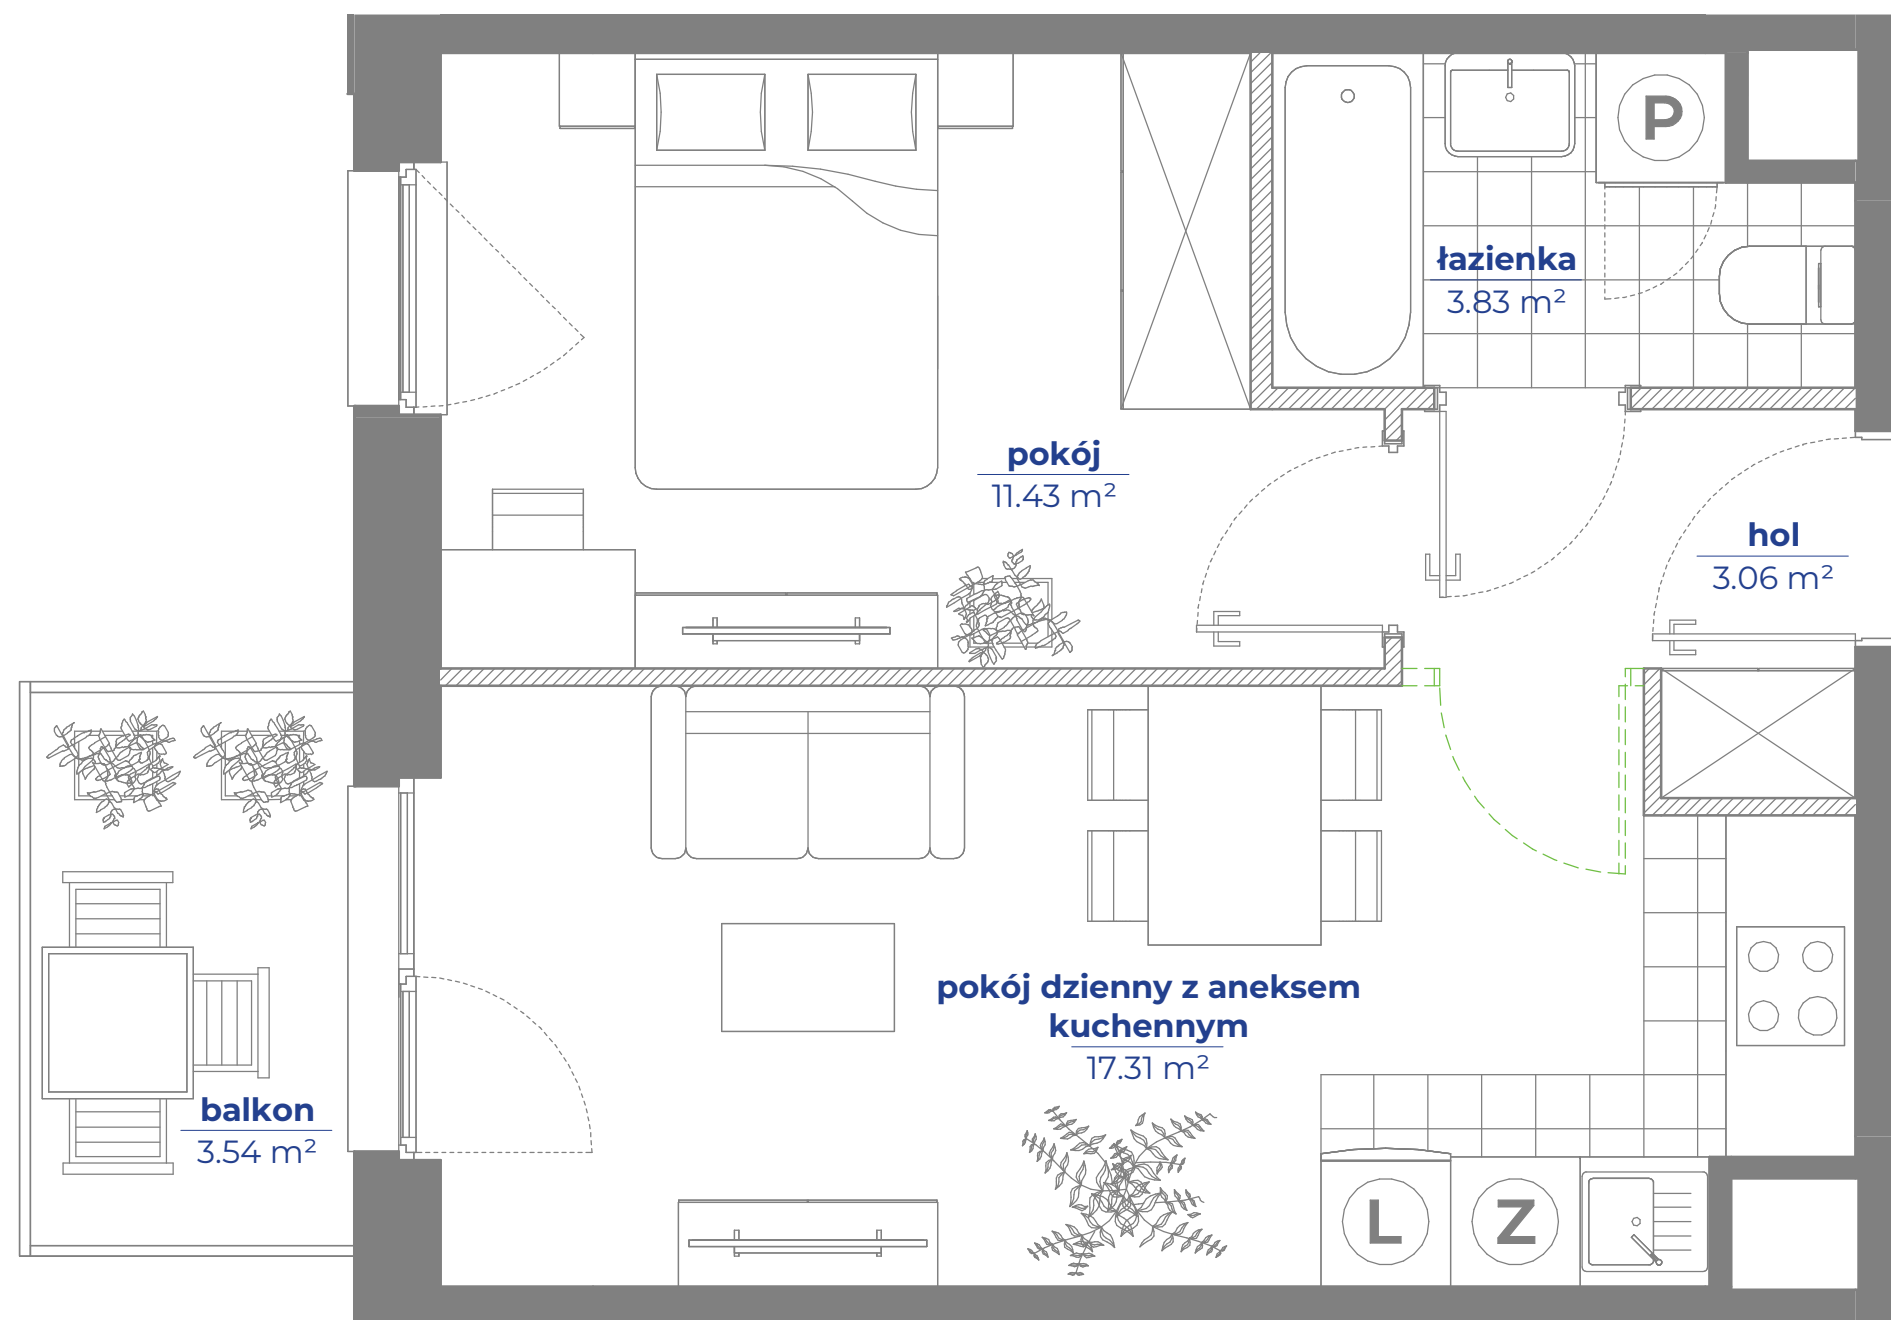 P
łazienka
3.83 m²
pokój
11.43 m²
hol
3.06 m²
pokój dzienny z aneksem
kuchennym
17.31 m²
balkon
3.54 m²
L
Z